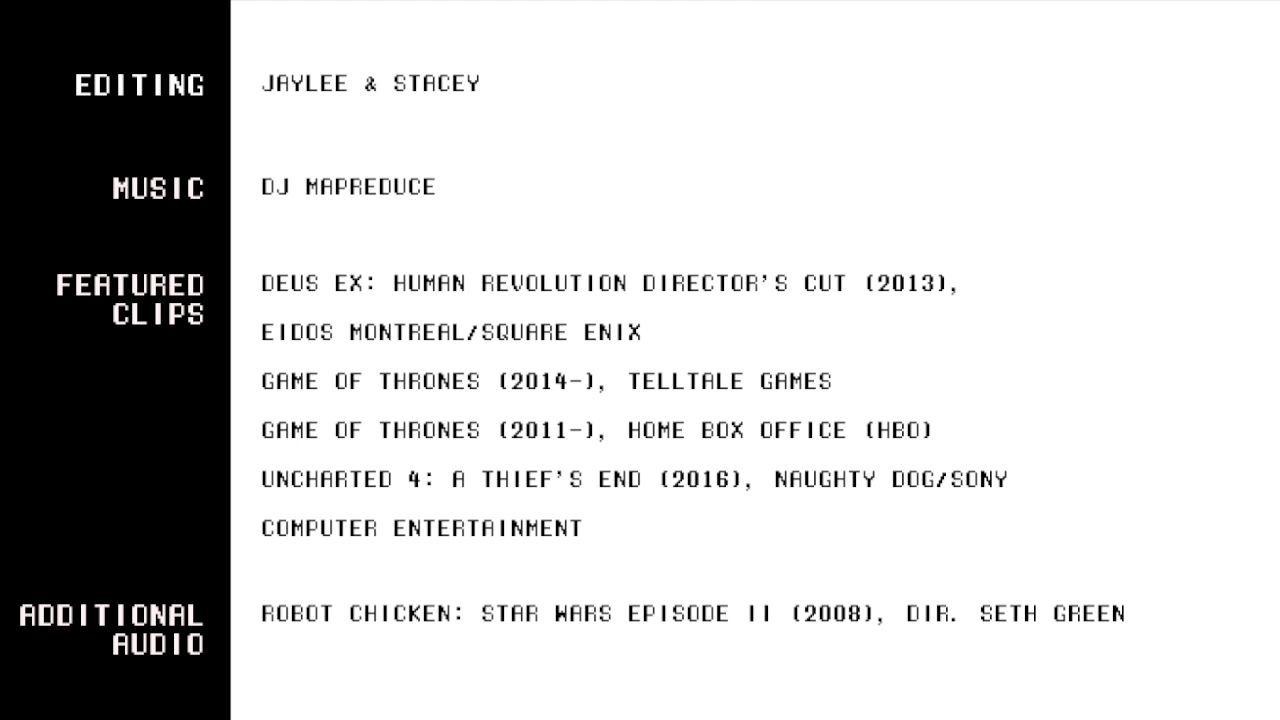 EDITING
JAYLEE & STACEY
MUSIC
DJ MAPREDUCE
FEATURED
CLIPS
DEUS EX: HUMAN REVOLUTION DIRECTOR'S CUT (2013),
EIDOS MONTREAL/SQUARE ENIX
GAME OF THRONES (2014-), TELLTALE GAMES
GAME OF THRONES (2011-), HOME BOX OFFICE (HBO)
UNCHARTED 4: A THIEF'S END (2016), NAUGHTY DOG/SONY
COMPUTER ENTERTAINMENT
ADDITIONAL
AUDIO
ROBOT CHICKEN: STAR WARS EPISODE II (2008), DIR. SETH GREEN